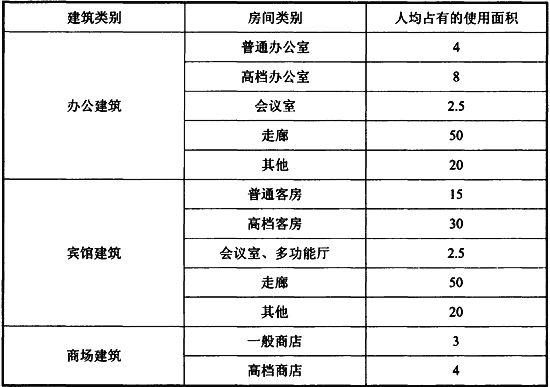 建筑类别 房间类别 人均占有的使用面积
办公建筑
普通办公室 4
高档办公室 8
会议室 2.5
走廊 50
其他 20
宾馆建筑
普通客房 15
高档客房 30
会议室、多功能厅 2.5
走廊 50
其他 20
商场建筑
一般商店 3
高档商店 4